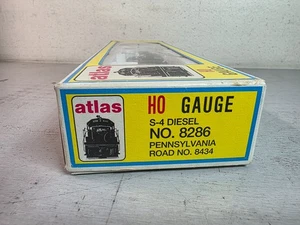 atlas
atlas
HO GAUGE
S-4 DIESEL
NO. 8286
PENNSYLVANIA
ROAD NO. 8434